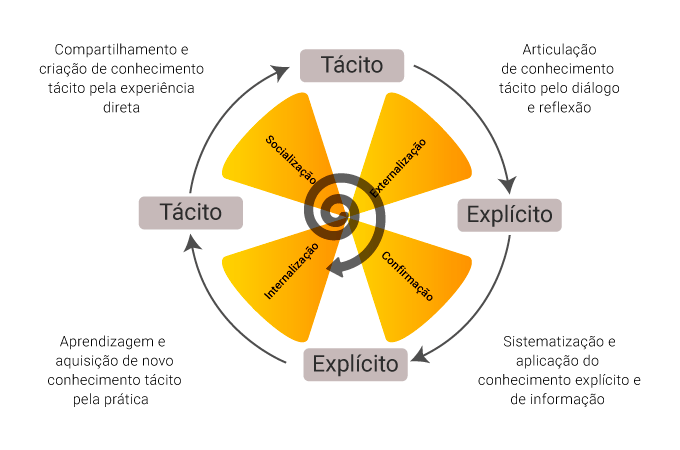 Compartilhamento e
criação de conhecimento
tácito pela experiência
direta
Tácito
Articulação
de conhecimento
tácito pelo diálogo
e reflexão
Socialização
Externalização
Tácito
Explícito
Internalização
Confirmação
Aprendizagem e
aquisição de novo
conhecimento tácito
pela prática
Explícito
Sistematização e
aplicação do
conhecimento explícito e
de informação